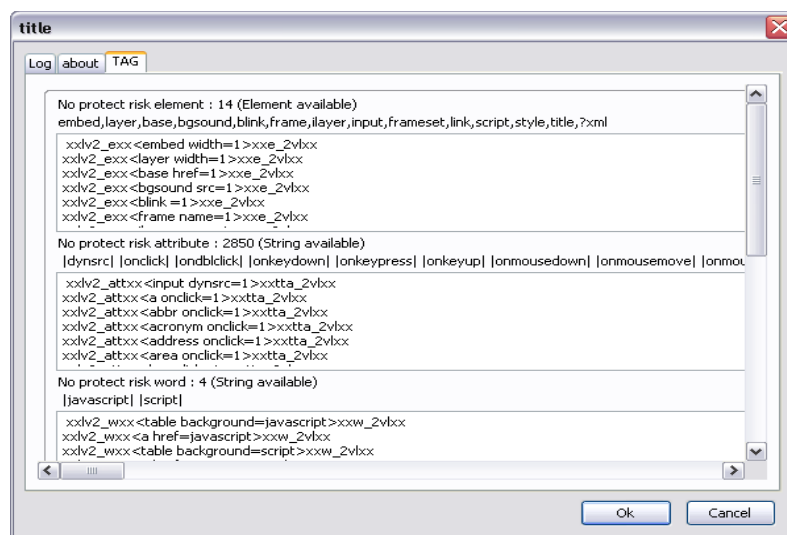 title
Log about TAG
No protect risk element : 14 (Element available)
embed,layer,base,bgsound,blink,frame,ilayer,input,frameset,link,script,style,title,?xml
xxlv2_exx<embed width=1>xxe_2vlxx
xxlv2_exx<layer width=1>xxe_2vlxx
xxlv2_exx<base href=1>xxe_2vlxx
xxlv2_exx<bgsound src=1>xxe_2vlxx
xxlv2_exx<blink =1>xxe_2vlxx
xxlv2_exx<frame name=1>xxe_2vlxx
No protect risk attribute : 2850 (String available)
|dynsrc| |onclick| |ondblclick| |onkeydown| |onkeypress| |onkeyup| |onmousedown| |onmousemove| |onmou
xxlv2_attxx<input dynsrc=1>xxtta_2vlxx
xxlv2_attxx<a onclick=1>xxtta_2vlxx
xxlv2_attxx<abbr onclick=1>xxtta_2vlxx
xxlv2_attxx<acronym onclick=1>xxtta_2vlxx
xxlv2_attxx<address onclick=1>xxtta_2vlxx
xxlv2_attxx<area onclick=1>xxtta_2vlxx
No protect risk word : 4 (String available)
|javascript| |script|
xxlv2_wxx<table background=javascript>xxw_2vlxx
xxlv2_wxx<a href=javascript>xxw_2vlxx
xxlv2_wxx<table background=script>xxw_2vlxx
Ok Cancel